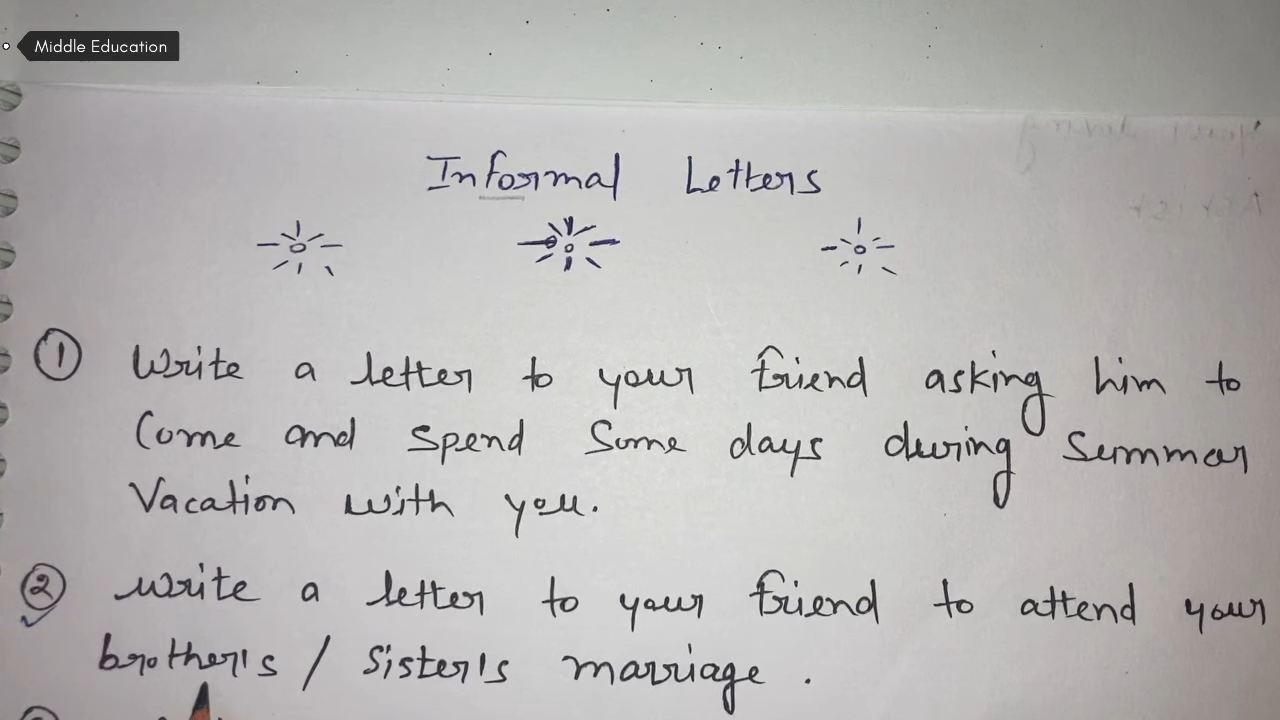 Middle Education
Informal Letters
① Write a letter to your friend asking him to
Come and Spend Some days during Summar
Vacation with you.
② Write a letter to your friend to attend your
brother's / Sister's marriage .